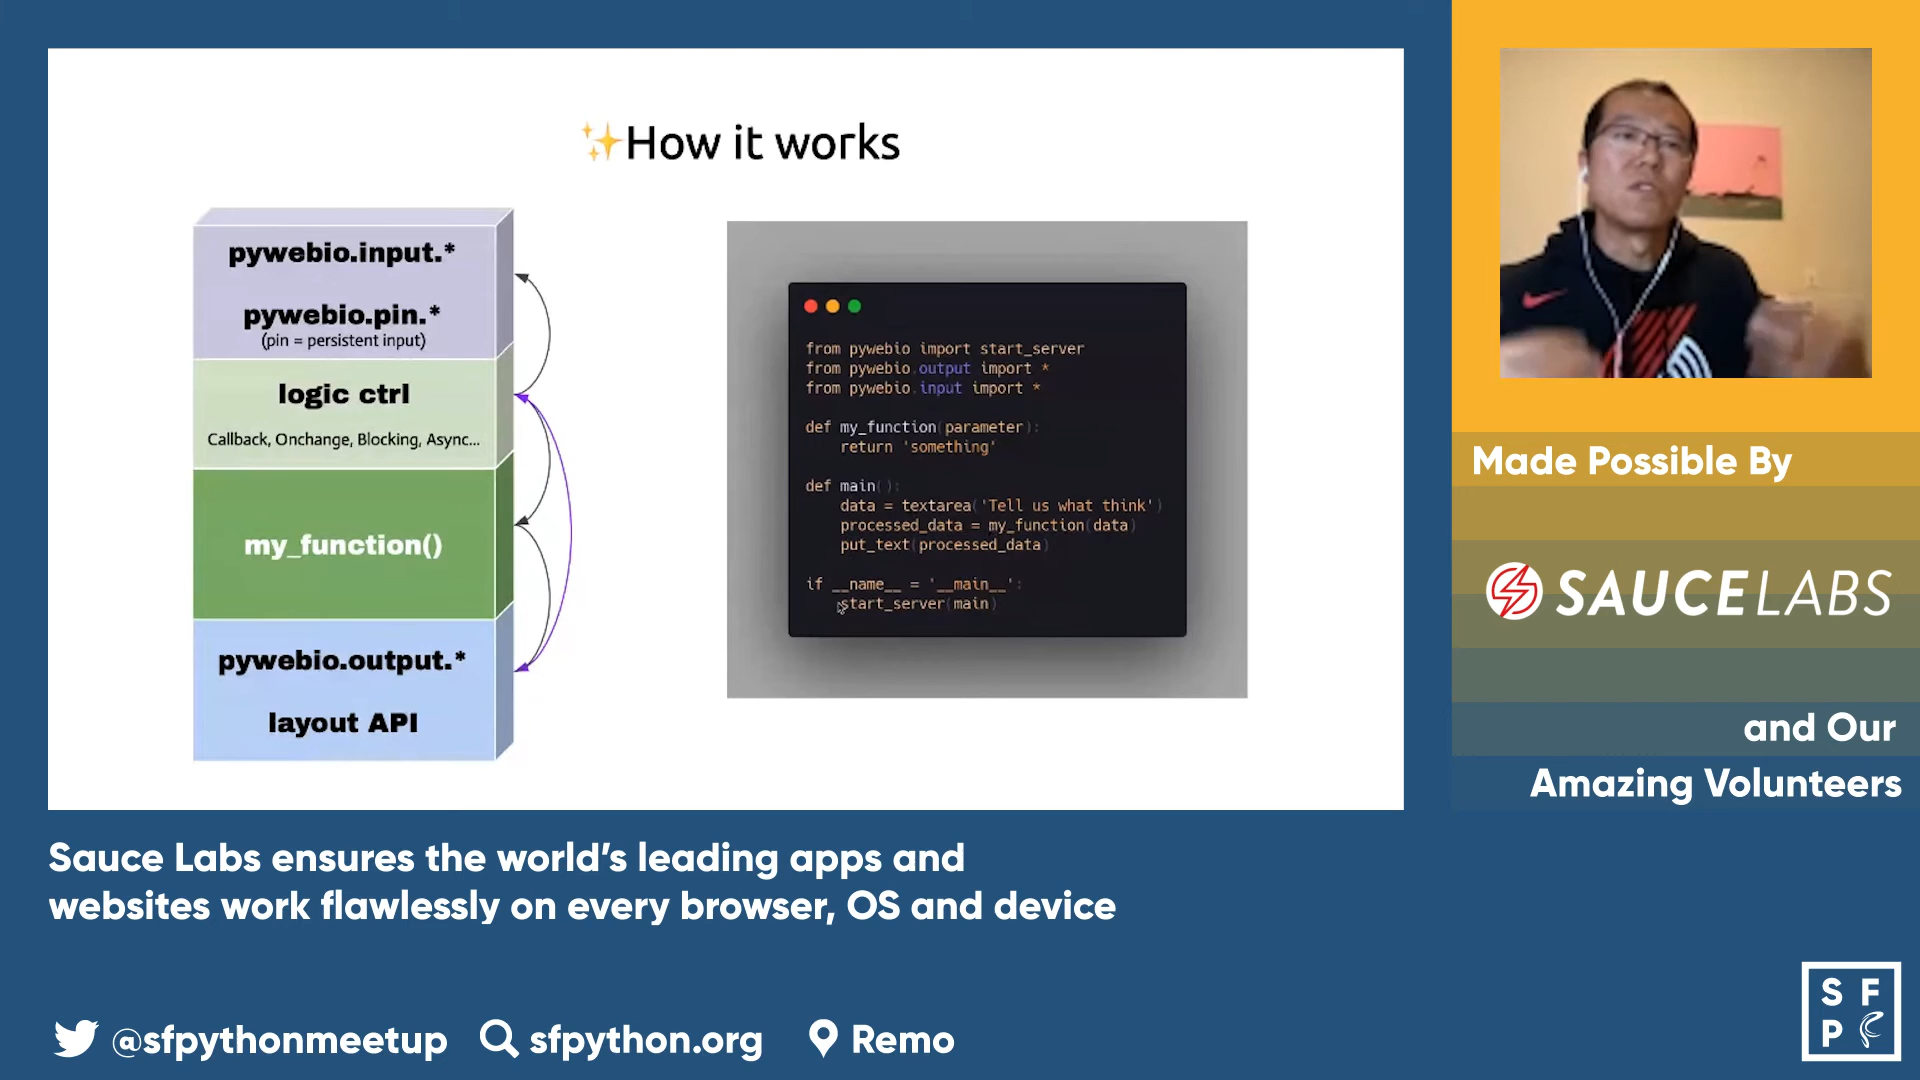 ✨How it works
pywebio.input.*
pywebio.pin.*
(pin = persistent input)
logic ctrl
Callback, Onchange, Blocking, Async...
my_function()
pywebio.output.*
layout API
from pywebio import start_server
from pywebio.output import *
from pywebio.input import *
def my_function(parameter):
    return 'something'
def main():
    data = textarea('Tell us what think')
    processed_data = my_function(data)
    put_text(processed_data)
if __name__ = '__main__':
    start_server(main)
Made Possible By
SAUCELABS
and Our
Amazing Volunteers
Sauce Labs ensures the world's leading apps and
websites work flawlessly on every browser, OS and device
@sfpythonmeetup sfpython.org Remo
SF
P